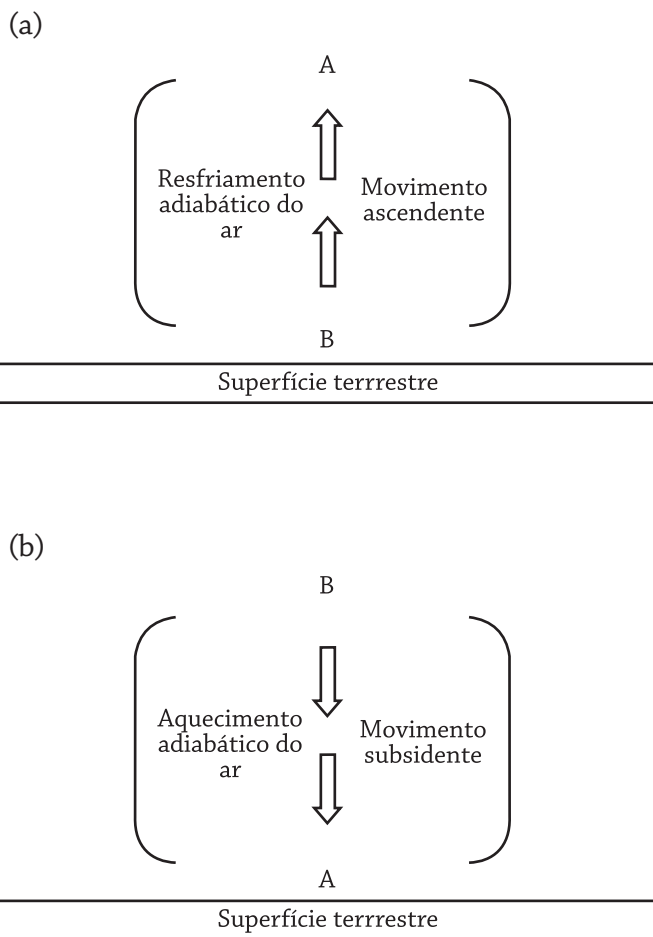 (a)
A
Resfriamento
adiabático do
ar
Movimento
ascendente
B
Superfície terrrestre
(b)
B
Aquecimento
adiabático do
ar
Movimento
subsidente
A
Superfície terrrestre